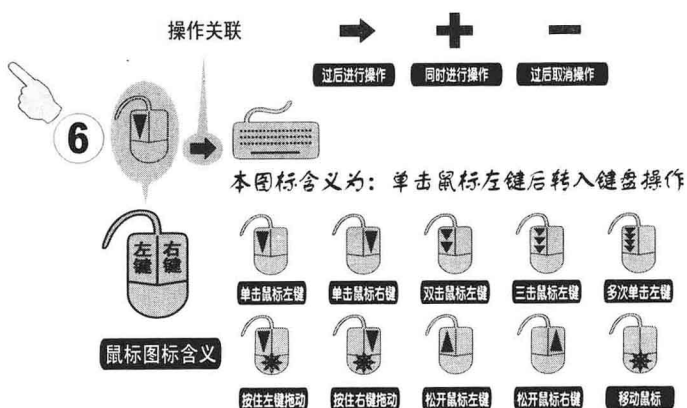 操作关联
过后进行操作 同时进行操作 过后取消操作
6
本图标含义为：单击鼠标左键后转入键盘操作
左键 右键
单击鼠标左键 单击鼠标右键 双击鼠标左键 三击鼠标左键 多次单击左键
鼠标图标含义
按住左键拖动 按住右键拖动 松开鼠标左键 松开鼠标右键 移动鼠标